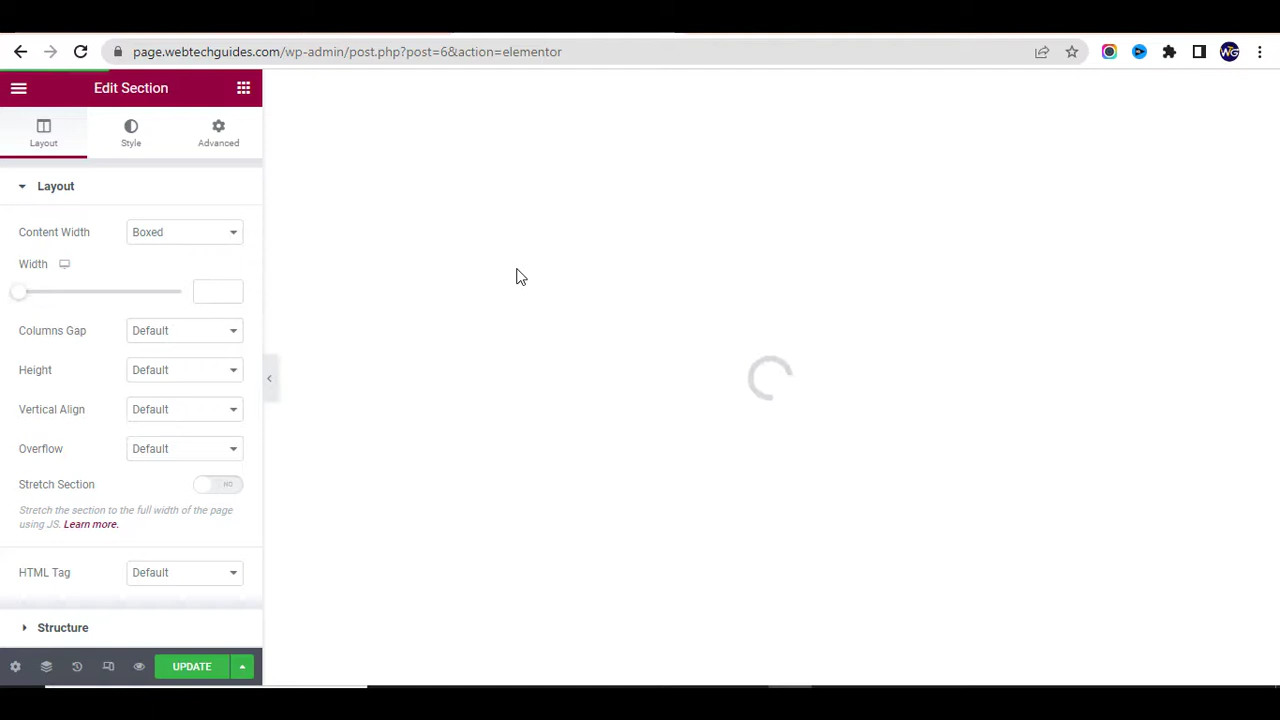 page.webtechguides.com/wp-admin/post.php?post=6&action=elementor
WG
Edit Section
Layout
Style
Advanced
Layout
Content Width
Boxed
Width
Columns Gap
Default
Height
Default
Vertical Align
Default
Overflow
Default
Stretch Section
NO
Stretch the section to the full width of the page
using JS. Learn more.
HTML Tag
Default
Structure
UPDATE